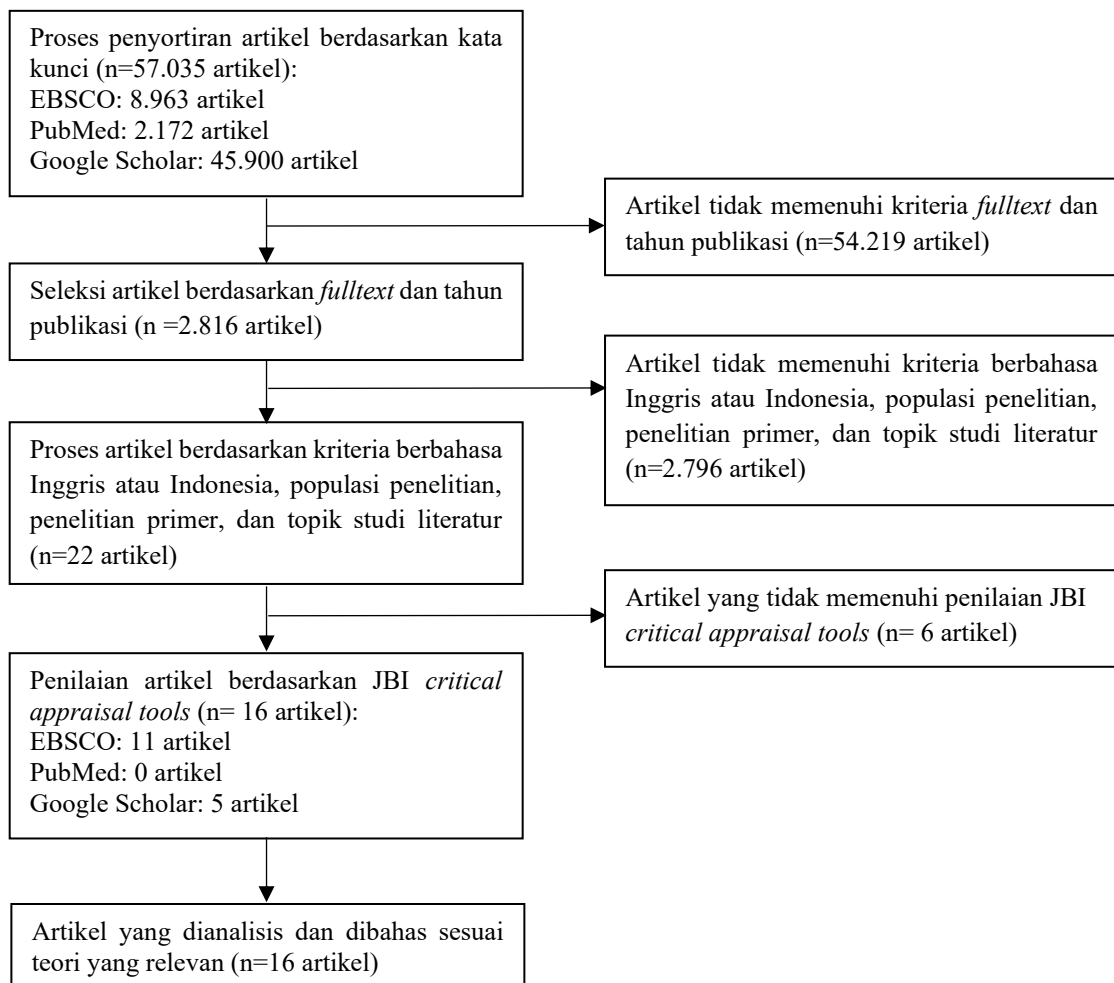 Proses penyortiran artikel berdasarkan kata
kunci (n=57.035 artikel):
EBSCO: 8.963 artikel
PubMed: 2.172 artikel
Google Scholar: 45.900 artikel
Artikel tidak memenuhi kriteria fulltext dan
tahun publikasi (n=54.219 artikel)
Seleksi artikel berdasarkan fulltext dan tahun
publikasi (n =2.816 artikel)
Artikel tidak memenuhi kriteria berbahasa
Inggris atau Indonesia, populasi penelitian,
penelitian primer, dan topik studi literatur
(n=2.796 artikel)
Proses artikel berdasarkan kriteria berbahasa
Inggris atau Indonesia, populasi penelitian,
penelitian primer, dan topik studi literatur
(n=22 artikel)
Artikel yang tidak memenuhi penilaian JBI
critical appraisal tools (n= 6 artikel)
Penilaian artikel berdasarkan JBI critical
appraisal tools (n= 16 artikel):
EBSCO: 11 artikel
PubMed: 0 artikel
Google Scholar: 5 artikel
Artikel yang dianalisis dan dibahas sesuai
teori yang relevan (n=16 artikel)